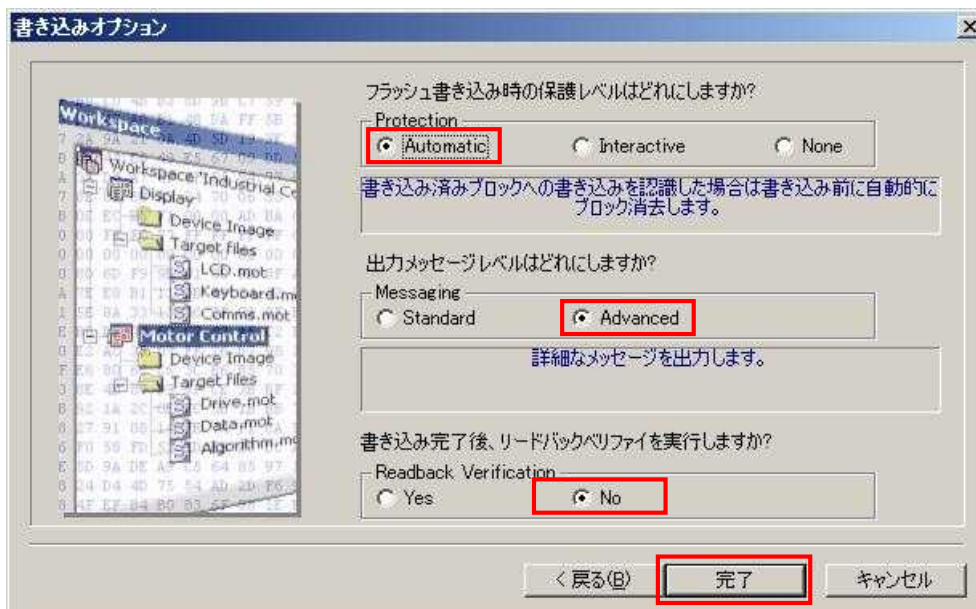 書き込みオプション
フラッシュ書き込み時の保護レベルはどれにしますか?
Protection
Automatic
Interactive
None
書き込み済みブロックへの書き込みを認識した場合は書き込み前に自動的に
ブロック消去します。
出力メッセージレベルはどれにしますか?
Messaging
Standard
Advanced
詳細なメッセージを出力します。
書き込み完了後、リードバックベリファイを実行しますか?
Readback Verification
Yes
No
< 戻る(B)
完了
キャンセル
Workspace
Workspace "Industrial Co
Display
Device Image
Target files
LCD.mot
Keyboard.m
Comms.mot
Motor Control
Device Image
Target files
Drive.mot
Data.mot
Algorithm.mo